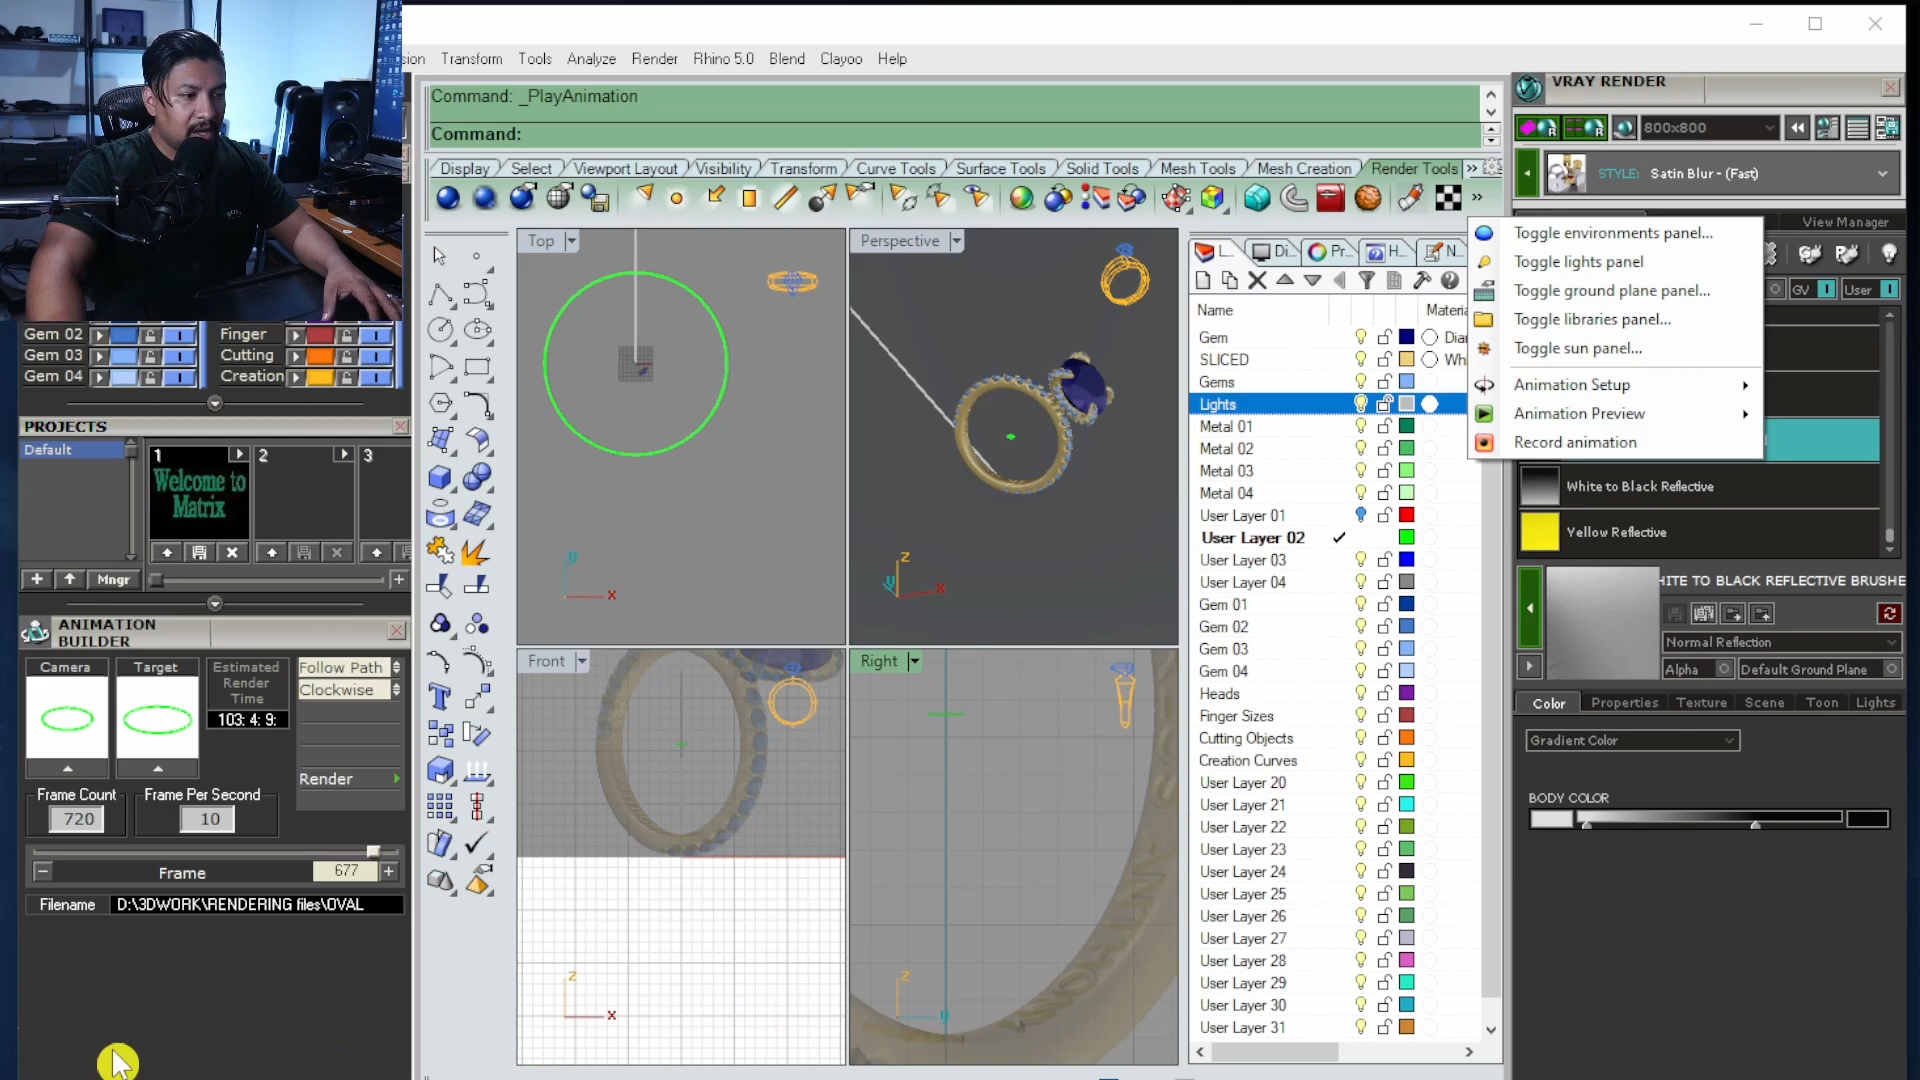 sion Transform Tools Analyze Render Rhino 5.0 Blend Clayoo Help
Command: _PlayAnimation
Command:
Display Select Viewport Layout Visibility Transform Curve Tools Surface Tools Solid Tools Mesh Tools Mesh Creation Render Tools
VRAY RENDER
800x800
STYLE: Satin Blur - (Fast)
View Manager
GV User
Toggle environments panel...
Toggle lights panel
Toggle ground plane panel...
Toggle libraries panel...
Toggle sun panel...
Animation Setup
Animation Preview
Record animation
White to Black Reflective
Yellow Reflective
HITE TO BLACK REFLECTIVE BRUSHE
Normal Reflection
Alpha Default Ground Plane
Color Properties Texture Scene Toon Lights
Gradient Color
BODY COLOR
Gem 02 Finger
Gem 03 Cutting
Gem 04 Creation
PROJECTS
Default
1 2 3
Welcome to
Matrix
Mngr
ANIMATION
BUILDER
Camera Target Estimated
Render
Time
103: 4: 9:
Follow Path
Clockwise
Render
Frame Count Frame Per Second
720 10
Frame 677
Filename D:\3DWORK\RENDERING files\OVAL
Top
y x
Perspective
z y x
Front
z x
Right
z y
L... Di... Pr... H... N...
Name Materia
Gem Diar
SLICED Whi
Gems
Lights
Metal 01
Metal 02
Metal 03
Metal 04
User Layer 01
User Layer 02
User Layer 03
User Layer 04
Gem 01
Gem 02
Gem 03
Gem 04
Heads
Finger Sizes
Cutting Objects
Creation Curves
User Layer 20
User Layer 21
User Layer 22
User Layer 23
User Layer 24
User Layer 25
User Layer 26
User Layer 27
User Layer 28
User Layer 29
User Layer 30
User Layer 31